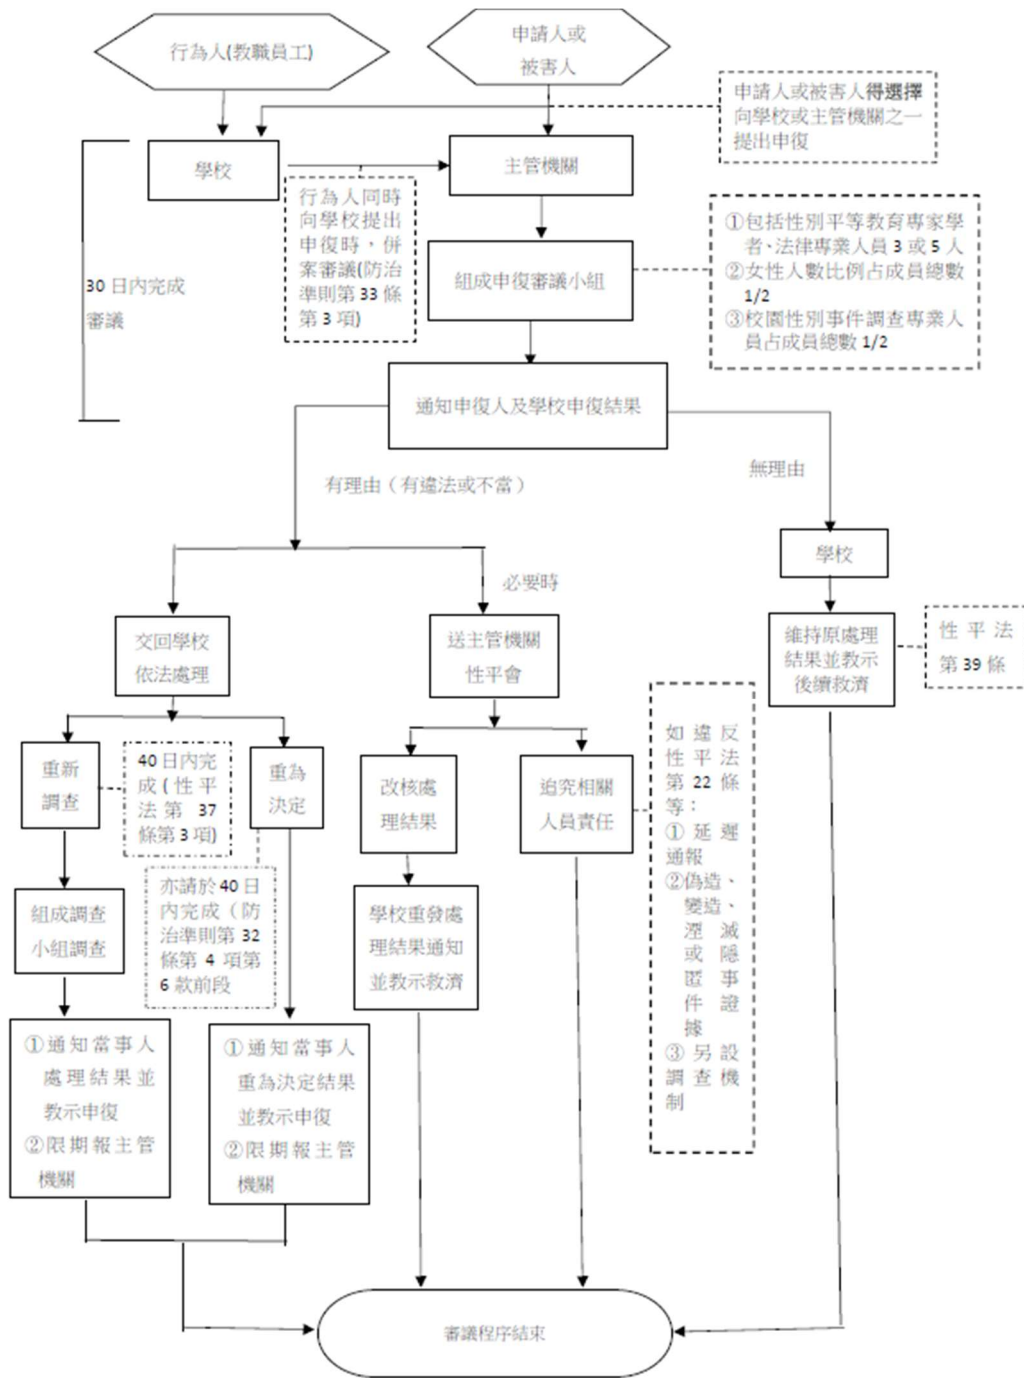 行為人(教職員工)
申請人或
被害人
申請人或被害人得選擇
向學校或主管機關之一
提出申復
學校
主管機關
行為人同時
向學校提出
申復時，併
案審議(防治
準則第 33 條
第 3 項)
30 日內完成
審議
組成申復審議小組
①包括性別平等教育專家學
者、法律專業人員 3 或 5 人
②女性人數比例占成員總數
1/2
③校園性別事件調查專業人
員占成員總數 1/2
通知申復人及學校申復結果
有理由（有違法或不當）
無理由
學校
必要時
交回學校
依法處理
送主管機關
性平會
維持原處理
結果並教示
後續救濟
性平法
第 39 條
重新
調查
40 日內完
成(性平
法第 37
條第 3 項)
重為
決定
改核處
理結果
追究相關
人員責任
如違反
性平法
第 22 條
等：
①延遲
通報
②偽造、
變造、
湮滅
或隱
匿事
件證
據
③另設
調查機
制
組成調查
小組調查
亦請於 40 日
內完成（防
治準則第 32
條第 4 項第
6 款前段
學校重發處
理結果通知
並教示救濟
①通知當事人
處理結果並
教示申復
②限期報主管
機關
①通知當事人
重為決定結果
並教示申復
②限期報主管
機關
審議程序結束